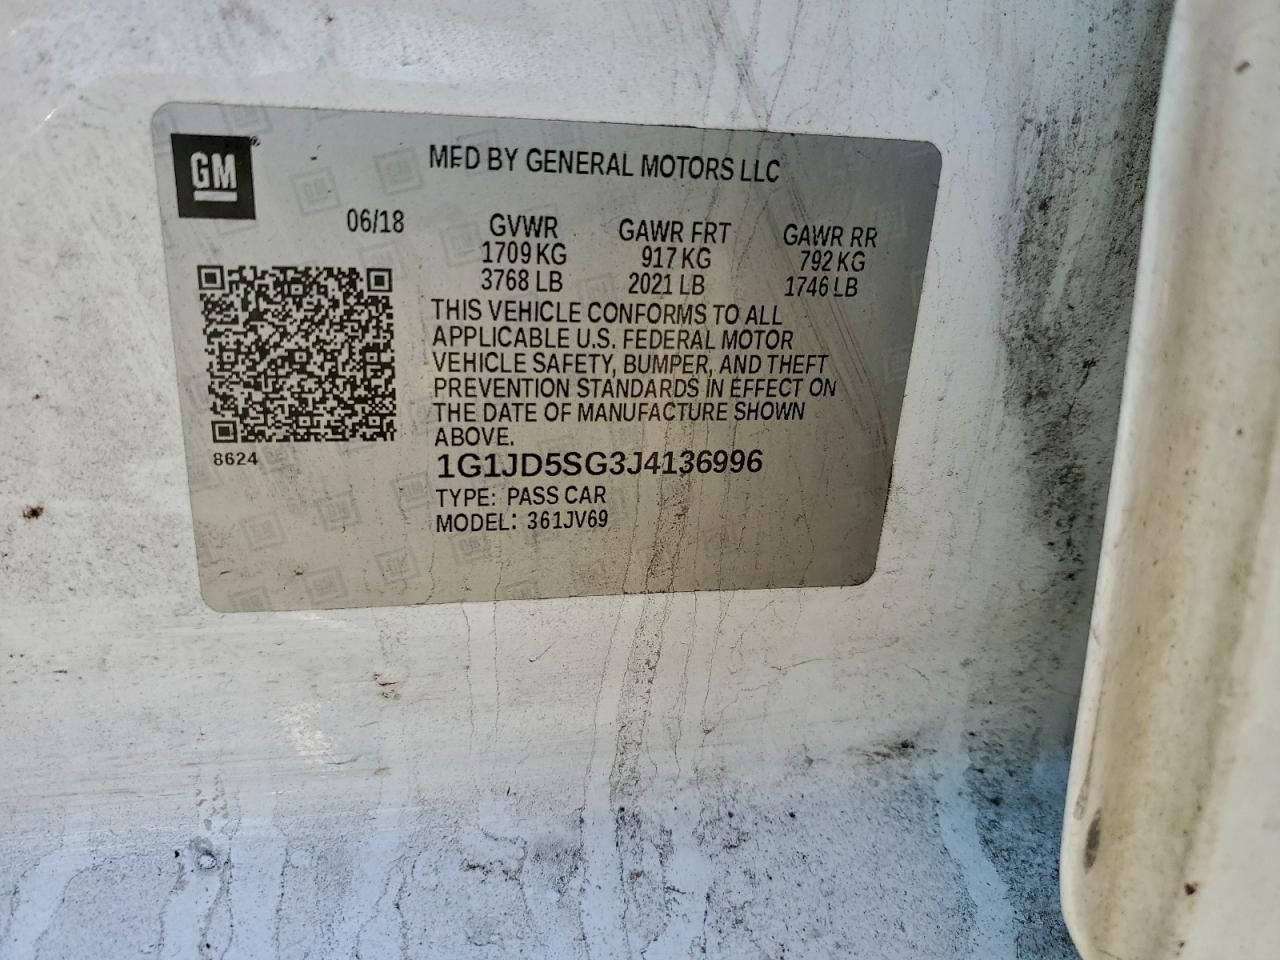 GM®
MFD BY GENERAL MOTORS LLC
06/18 GVWR GAWR FRT GAWR RR
1709 KG 917 KG 792 KG
3768 LB 2021 LB 1746 LB
THIS VEHICLE CONFORMS TO ALL
APPLICABLE U.S. FEDERAL MOTOR
VEHICLE SAFETY, BUMPER, AND THEFT
PREVENTION STANDARDS IN EFFECT ON
THE DATE OF MANUFACTURE SHOWN
ABOVE.
8624
1G1JD5SG3J4136996
TYPE: PASS CAR
MODEL: 361JV69